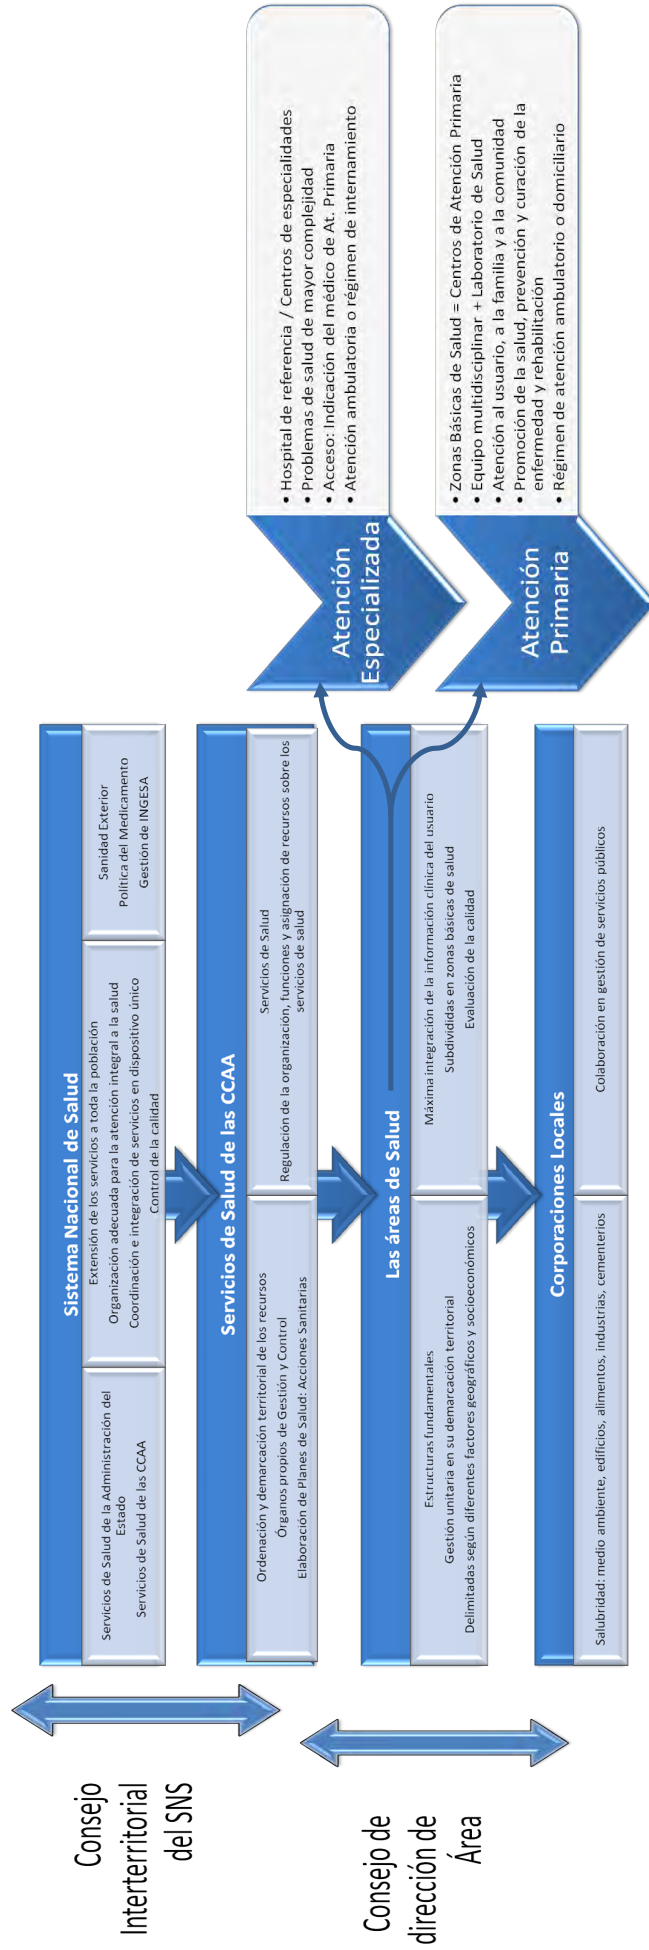 Consejo
Interterritorial
del SNS
Consejo de
dirección de
Área
Sistema Nacional de Salud
Servicios de Salud de la Administración del
Estado
Servicios de Salud de las CCAA
Extensión de los servicios a toda la población
Organización adecuada para la atención integral a la salud
Coordinación e integración de servicios en dispositivo único
Control de la calidad
Sanidad Exterior
Política del Medicamento
Gestión de INGESA
Servicios de Salud de las CCAA
Ordenación y demarcación territorial de los recursos
Órganos propios de Gestión y Control
Elaboración de Planes de Salud: Acciones Sanitarias
Servicios de Salud
Regulación de la organización, funciones y asignación de recursos sobre los
servicios de salud
Las áreas de Salud
Estructuras fundamentales
Gestión unitaria en su demarcación territorial
Delimitadas según diferentes factores geográficos y socioeconómicos
Máxima integración de la información clínica del usuario
Subdivididas en zonas básicas de salud
Evaluación de la calidad
Corporaciones Locales
Salubridad: medio ambiente, edificios, alimentos, industrias, cementerios
Colaboración en gestión de servicios públicos
Atención
Especializada
• Hospital de referencia / Centros de especialidades
• Problemas de salud de mayor complejidad
• Acceso: Indicación del médico de At. Primaria
• Atención ambulatoria o régimen de internamiento
Atención
Primaria
• Zonas Básicas de Salud = Centros de Atención Primaria
• Equipo multidisciplinar + Laboratorio de Salud
• Atención al usuario, a la familia y a la comunidad
• Promoción de la salud, prevención y curación de la
enfermedad y rehabilitación
• Régimen de atención ambulatorio o domiciliario